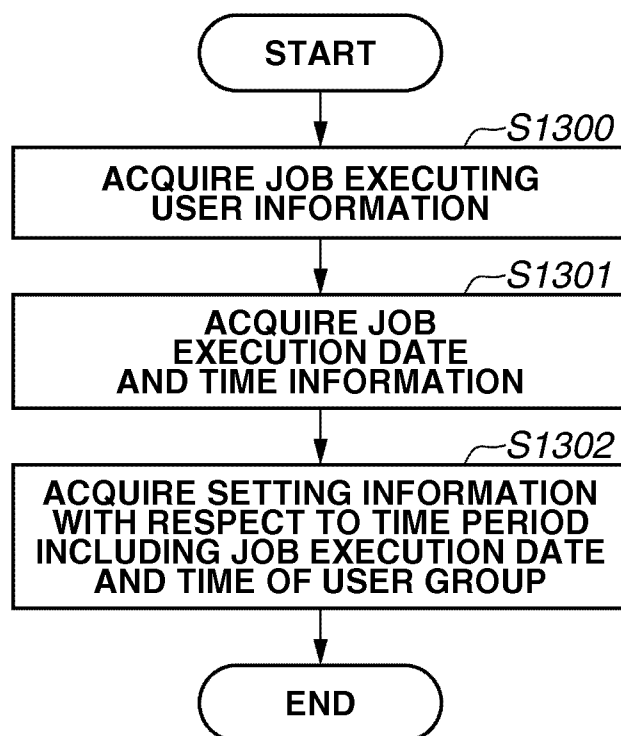 START
S1300
ACQUIRE JOB EXECUTING
USER INFORMATION
S1301
ACQUIRE JOB
EXECUTION DATE
AND TIME INFORMATION
S1302
ACQUIRE SETTING INFORMATION
WITH RESPECT TO TIME PERIOD
INCLUDING JOB EXECUTION DATE
AND TIME OF USER GROUP
END